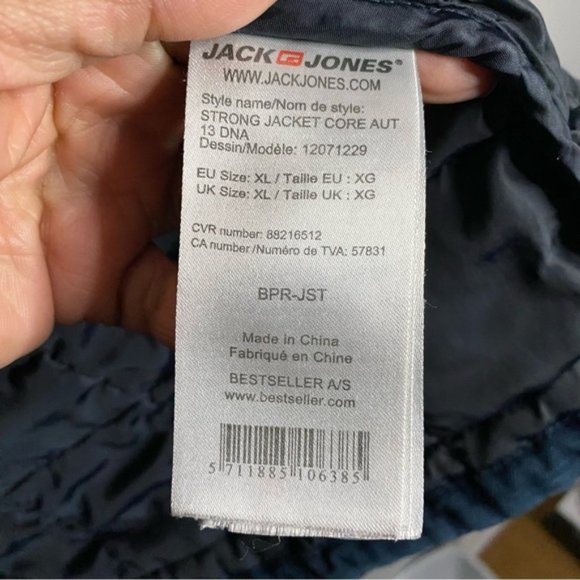 JACK JONES®
WWW.JACKJONES.COM
Style name/Nom de style:
STRONG JACKET CORE AUT
13 DNA
Dessin/Modèle: 12071229
EU Size: XL / Taille EU : XG
UK Size: XL / Taille UK : XG
CVR number: 88216512
CA number/Numéro de TVA: 57831
BPR-JST
Made in China
Fabriqué en Chine
BESTSELLER A/S
www.bestseller.com
5 711885 106385